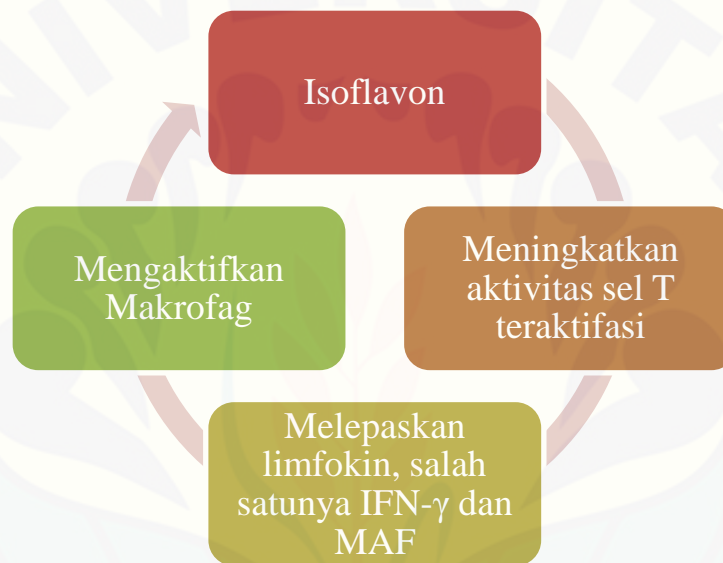 Isoflavon
Meningkatkan
aktivitas sel T
teraktifasi
Melepaskan
limfokin, salah
satunya IFN-γ dan
MAF
Mengaktifkan
Makrofag